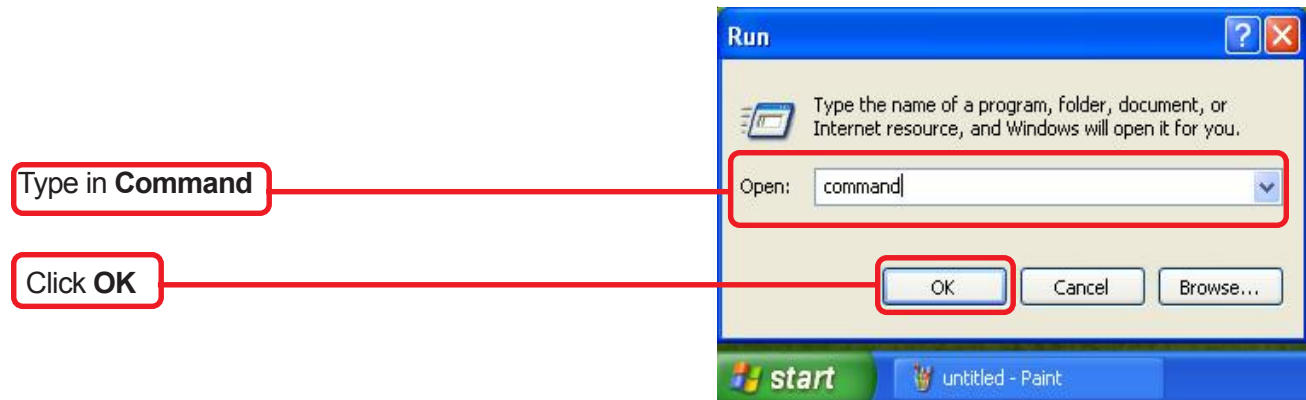 Run
Type the name of a program, folder, document, or
Internet resource, and Windows will open it for you.
Type in Command
Open: command
Click OK
OK Cancel Browse...
start untitled - Paint